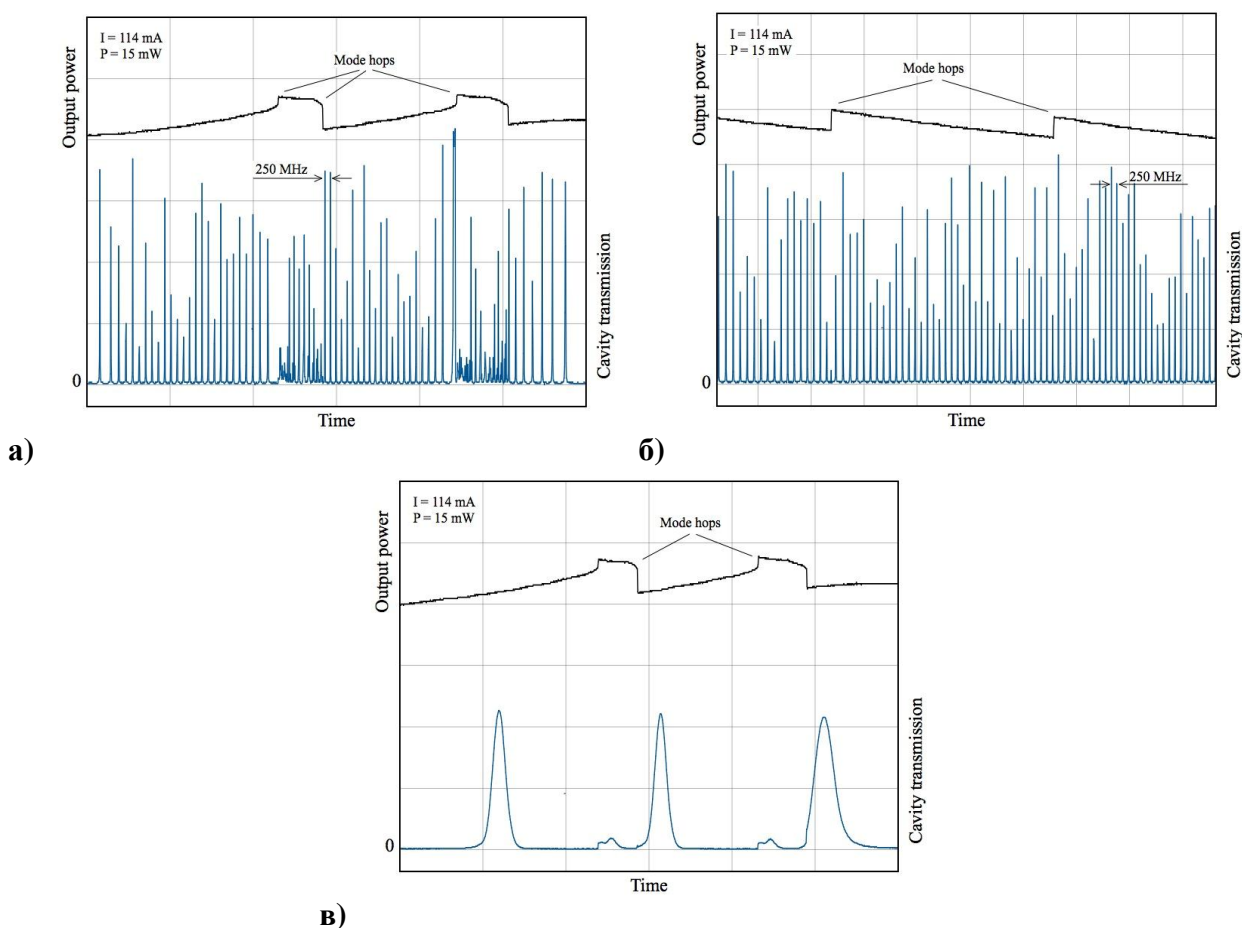 I = 114 mA
P = 15 mW
Mode hops
Output power
250 MHz
Cavity transmission
0
Time
а)
I = 114 mA
P = 15 mW
Mode hops
Output power
250 MHz
Cavity transmission
0
Time
б)
I = 114 mA
P = 15 mW
Mode hops
Output power
Cavity transmission
0
Time
в)